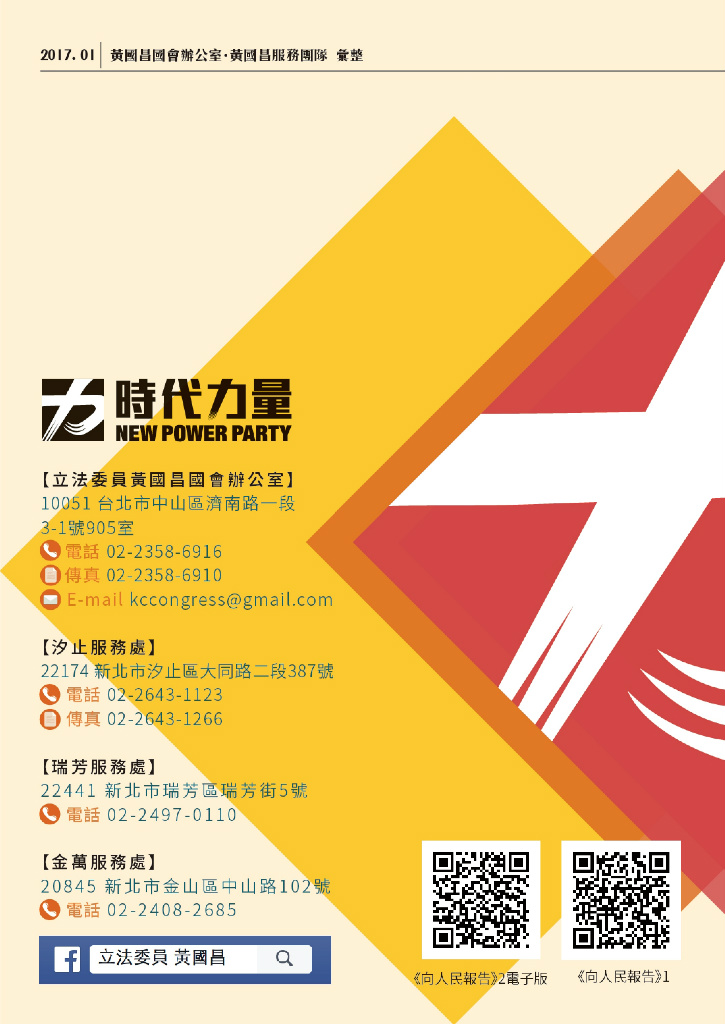 2017.01 黃國昌國會辦公室·黃國昌服務團隊 彙整
時代力量
NEW POWER PARTY
【立法委員黃國昌國會辦公室】
10051 台北市中山區濟南路一段
3-1號905室
電話 02-2358-6916
傳真 02-2358-6910
E-mail kccongress@gmail.com
【汐止服務處】
22174 新北市汐止區大同路二段387號
電話 02-2643-1123
傳真 02-2643-1266
【瑞芳服務處】
22441 新北市瑞芳區瑞芳街5號
電話 02-2497-0110
【金萬服務處】
20845 新北市金山區中山路102號
電話 02-2408-2685
f 立法委員 黃國昌
《向人民報告》2電子版
《向人民報告》1